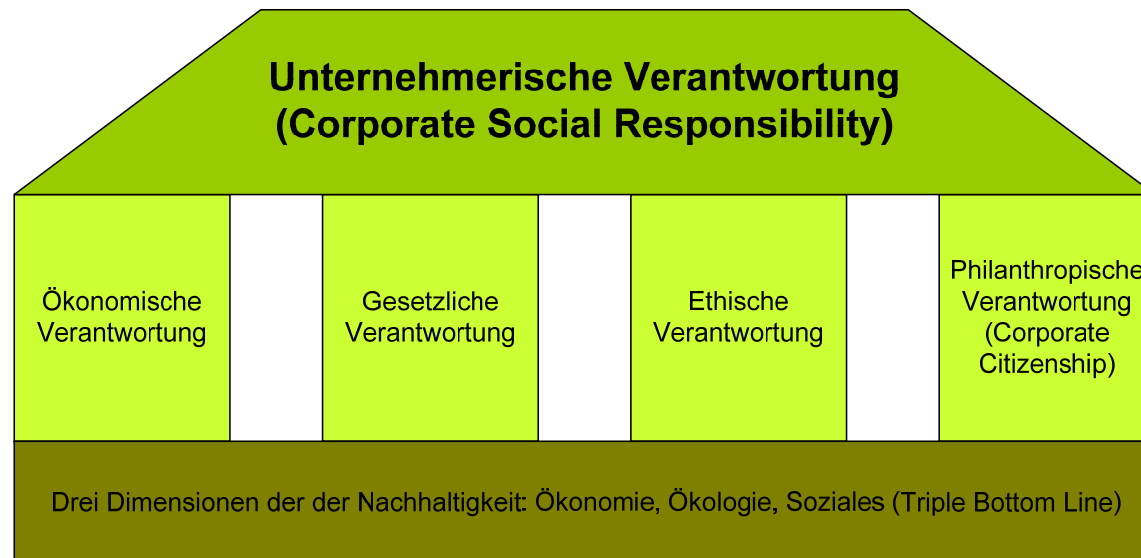 Unternehmerische Verantwortung
(Corporate Social Responsibility)
Ökonomische
Verantwortung
Gesetzliche
Verantwortung
Ethische
Verantwortung
Philanthropische
Verantwortung
(Corporate
Citizenship)
Drei Dimensionen der der Nachhaltigkeit: Ökonomie, Ökologie, Soziales (Triple Bottom Line)